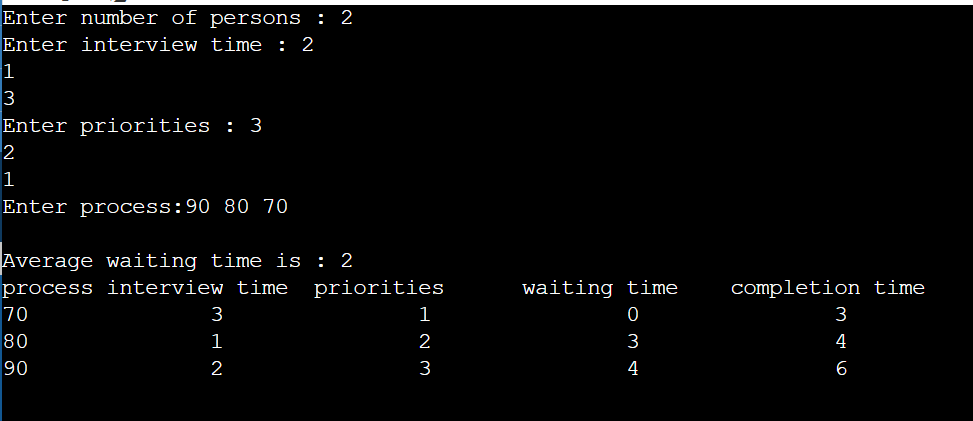 Enter number of persons : 2
Enter interview time : 2
1
3
Enter priorities : 3
2
1
Enter process:90 80 70
Average waiting time is : 2
process interview time  priorities      waiting time    completion time
70              3               1               0               3
80              1               2               3               4
90              2               3               4               6